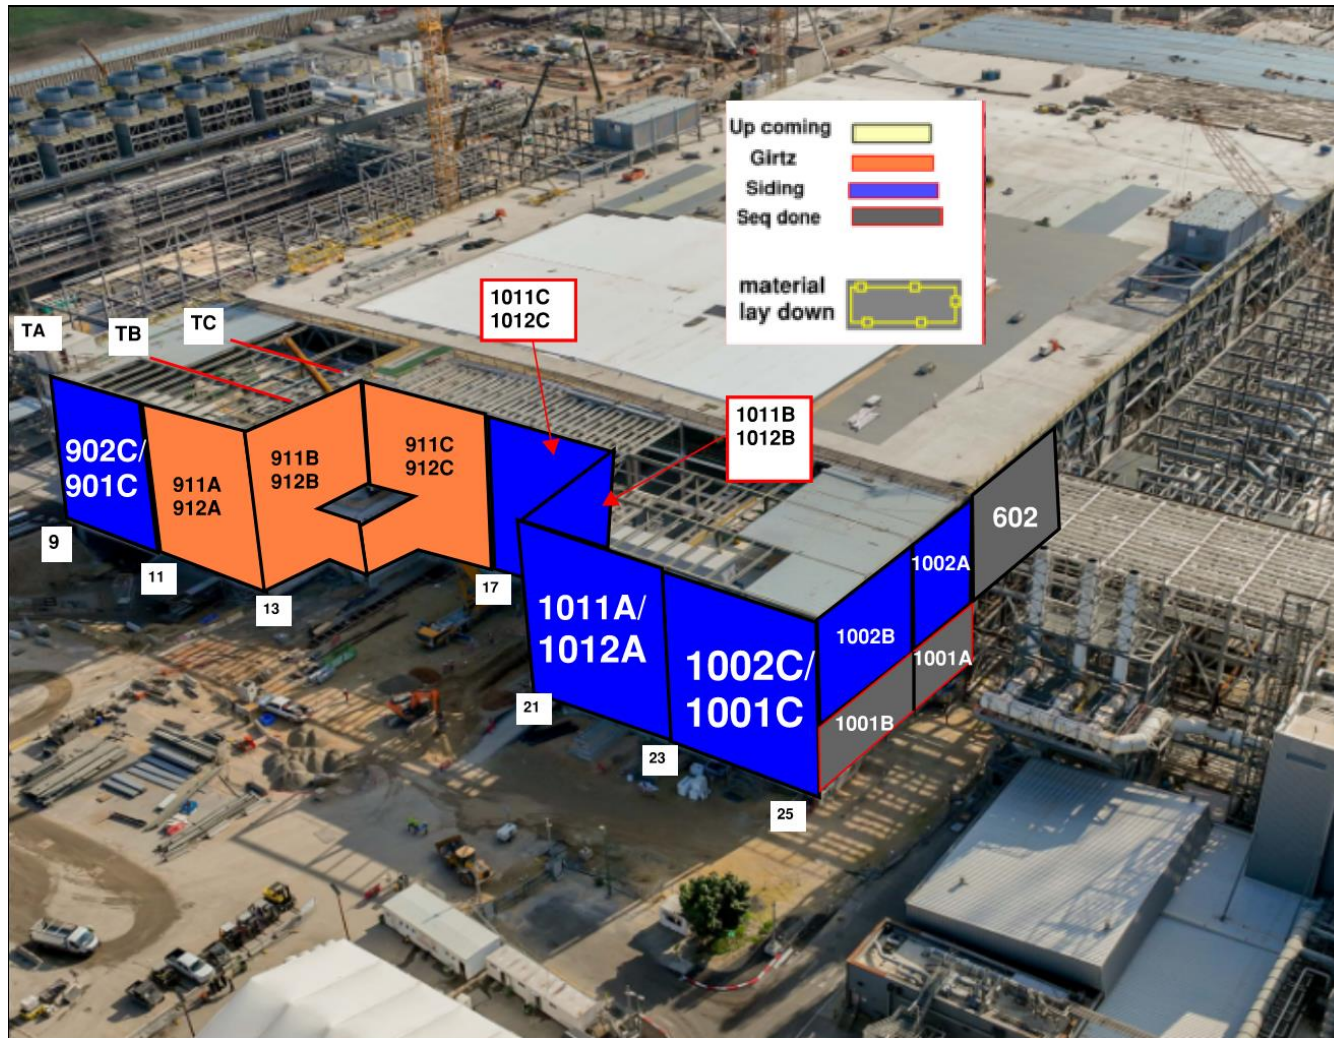 Up coming
Girtz
Siding
Seq done
material
lay down
1011C
1012C
TA
TB
TC
1011B
1012B
902C/
901C
911A
912A
911B
912B
911C
912C
602
1002A
1002B
1001A
1001B
1011A/
1012A
1002C/
1001C
9
11
13
17
21
23
25